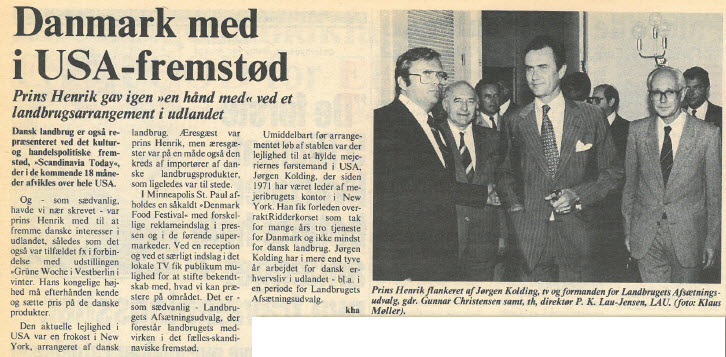 Danmark med
i USA-fremstød
Prins Henrik gav igen »en hånd med« ved et
landbrugsarrangement i udlandet
Dansk landbrug er også re-
præsenteret ved det kultur-
og handelspolitiske frem-
stød, »Scandinavia Today«,
der i de kommende 18 måne-
der afvikles over hele USA.
Og - som sædvanlig,
havde vi nær skrevet - var
prins Henrik med til at
fremme danske interesser i
udlandet, således som det
også var tilfældet fx i forbin-
delse med udstillingen
»Grüne Woche i Vestberlin i
vinter. Hans kongelige høj-
hed må efterhånden kende
og sætte pris på de danske
produkter.
Den aktuelle lejlighed i
USA var en frokost i New
York, arrangeret af dansk
landbrug. Æresgæst var
prins Henrik, men æresgæ-
ster var på en måde også den
kreds af importører af dan-
ske landbrugsprodukter,
som ligeledes var til stede.
I Minneapolis St. Paul af-
holdes en såkaldt »Denmark
Food Festival« med forskel-
lige reklameindslag i pres-
sen og i de førende super-
markeder. Ved en reception
og ved et særligt indslag i det
lokale TV fik publikum mu-
lighed for at stifte bekendt-
skab med, hvad vi kan præ-
stere på området. Det er -
som sædvanlig - Landbru-
gets Afsætningsudvalg, der
forestår landbrugets med-
virken i det fælles-skandi-
naviske fremstød.
Umiddelbart før arrange-
mentet løb af stablen var der
lejlighed til at hylde meje-
riernes førstemand i USA,
Jørgen Kolding, der siden
1971 har været leder af me-
jeribrugets kontor i New
York. Han fik forleden over-
raktRidderkorset som tak
for mange års tro tjeneste
for Danmark og ikke mindst
for dansk landbrug. Jørgen
Kolding har i mere end tyve
år arbejdet for dansk er-
hvervsliv i udlandet - bl.a. i
en periode for Landbrugets
Afsætningsudvalg.
kha
Prins Henrik flankeret af Jørgen Kolding, tv og formanden for Landbrugets Afsætnings-
udvalg, gdr. Gunnar Christensen samt, th, direktør P. K. Lau-Jensen, LAU. (foto: Klaus
Møller).